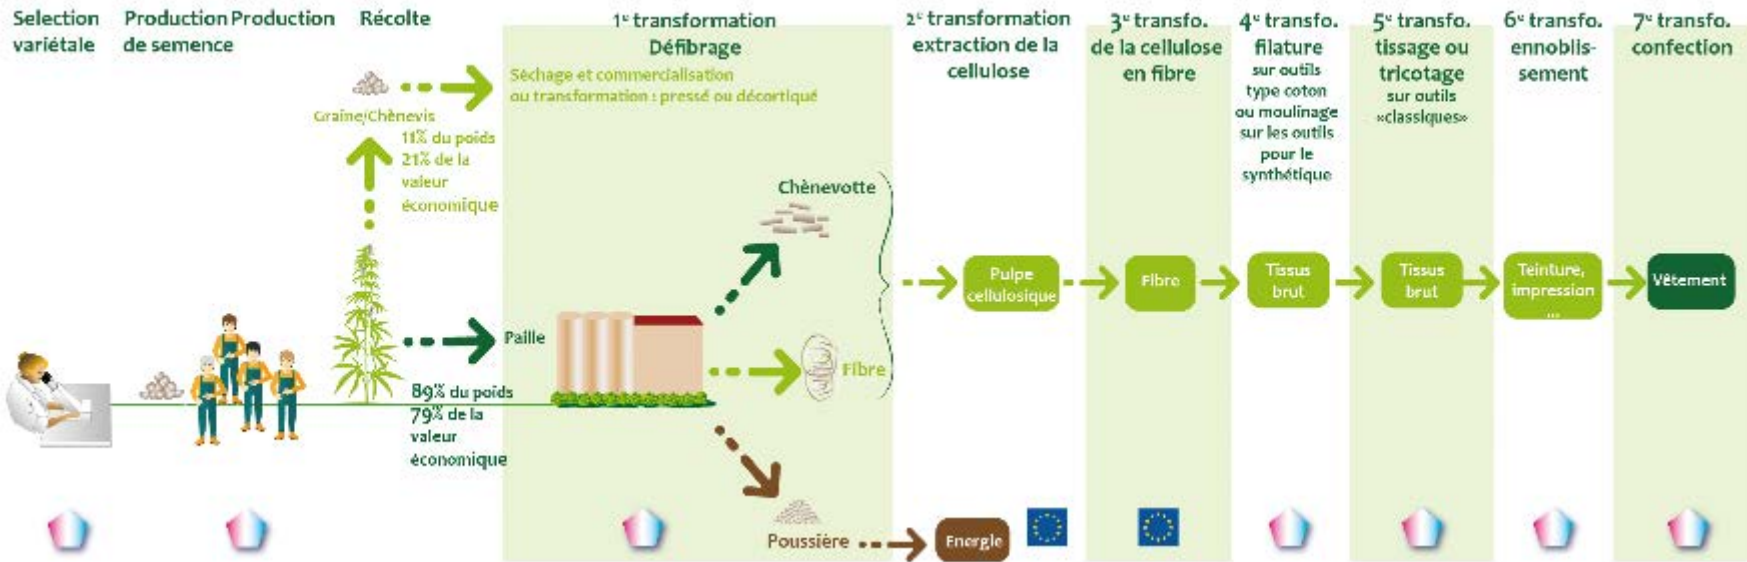 Selection
variétale
Production
de semence
Production
Récolte
1e transformation
Défibrage
2e transformation
extraction de la
cellulose
3e transfo.
de la cellulose
en fibre
4e transfo.
filature
sur outils
type coton
ou moulinage
sur les outils
pour le
synthétique
5e transfo.
tissage ou
tricotage
sur outils
«classiques»
6e transfo.
ennoblis-
sement
7e transfo.
confection
Séchage et commercialisation
ou transformation : pressé ou décortiqué
Graine/Chènevis
11% du poids
21% de la
valeur
économique
Chènevotte
Pulpe
cellulosique
Fibre
Tissus
brut
Tissus
brut
Teinture,
impression
...
Vêtement
Paille
Fibre
89% du poids
79% de la
valeur
économique
Poussière
Energie